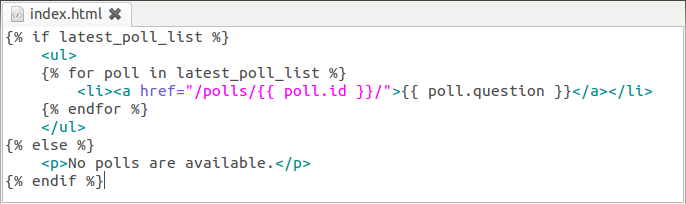 index.html
{% if latest_poll_list %}
    <ul>
    {% for poll in latest_poll_list %}
        <li><a href="/polls/{{ poll.id }}/">{{ poll.question }}</a></li>
    {% endfor %}
    </ul>
{% else %}
    <p>No polls are available.</p>
{% endif %}